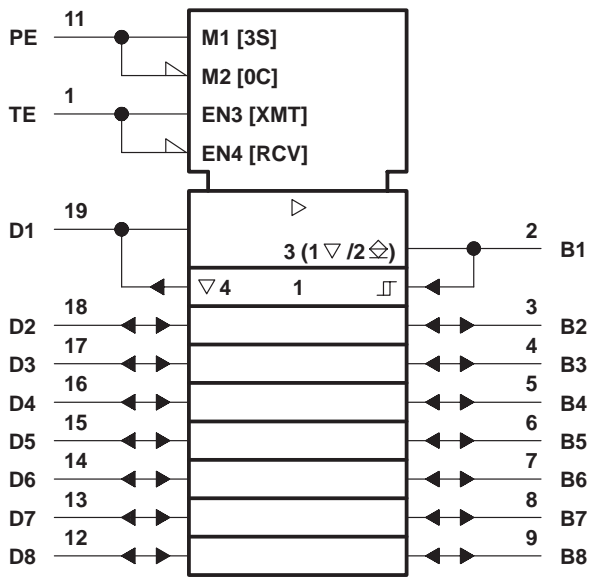 PE 11 M1 [3S]
M2 [0C]
TE 1 EN3 [XMT]
EN4 [RCV]
D1 19 ▷ 2 B1
3 (1 ▽ /2 ⎒)
▽ 4 1
D2 18 3 B2
D3 17 4 B3
D4 16 5 B4
D5 15 6 B5
D6 14 7 B6
D7 13 8 B7
D8 12 9 B8